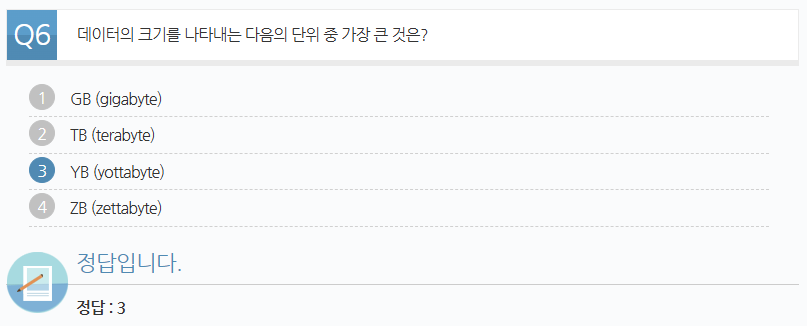 Q6 데이터의 크기를 나타내는 다음의 단위 중 가장 큰 것은?
1 GB (gigabyte)
2 TB (terabyte)
3 YB (yottabyte)
4 ZB (zettabyte)
정답입니다.
정답 : 3